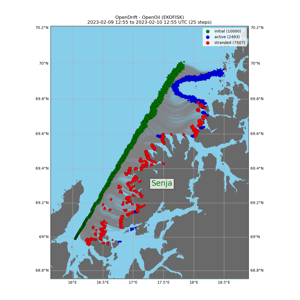 OpenDrift - OpenOil (EKOFISK)
2023-02-09 12:55 to 2023-02-10 12:55 UTC (25 steps)
initial (10000)
active (2493)
stranded (7507)
70.2°N
70.2°N
70°N
70°N
69.8°N
69.8°N
69.6°N
69.6°N
69.4°N
69.4°N
Senja
69.2°N
69.2°N
69°N
69°N
68.8°N
68.8°N
16°E
16.5°E
17°E
17.5°E
18°E
18.5°E